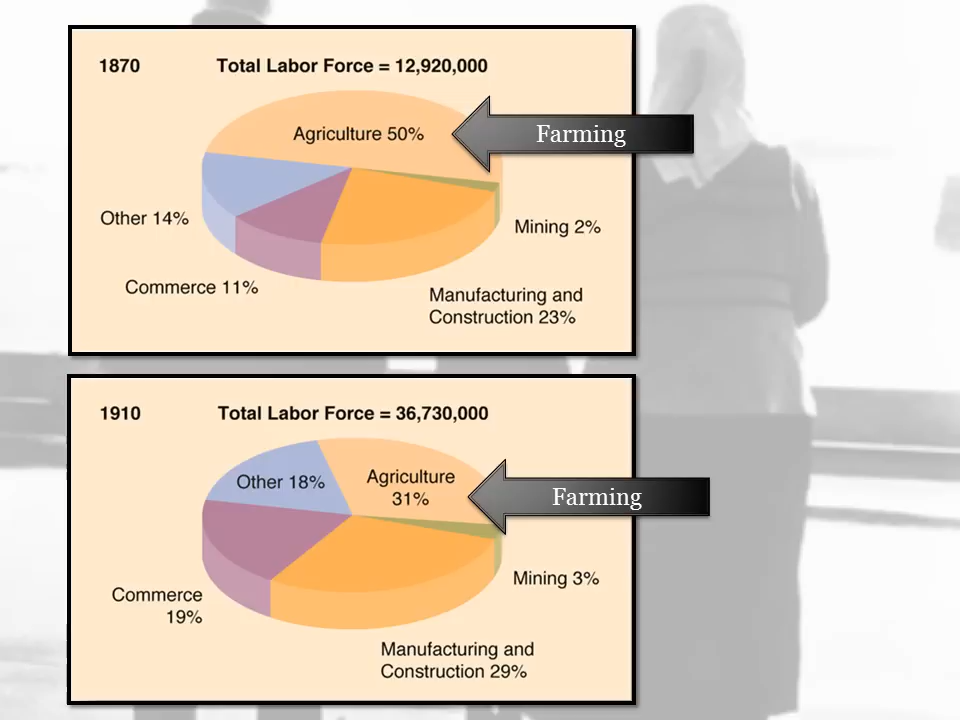 1870
Total Labor Force = 12,920,000
Agriculture 50%
Farming
Other 14%
Mining 2%
Commerce 11%
Manufacturing and
Construction 23%
1910
Total Labor Force = 36,730,000
Other 18%
Agriculture
31%
Farming
Mining 3%
Commerce
19%
Manufacturing and
Construction 29%